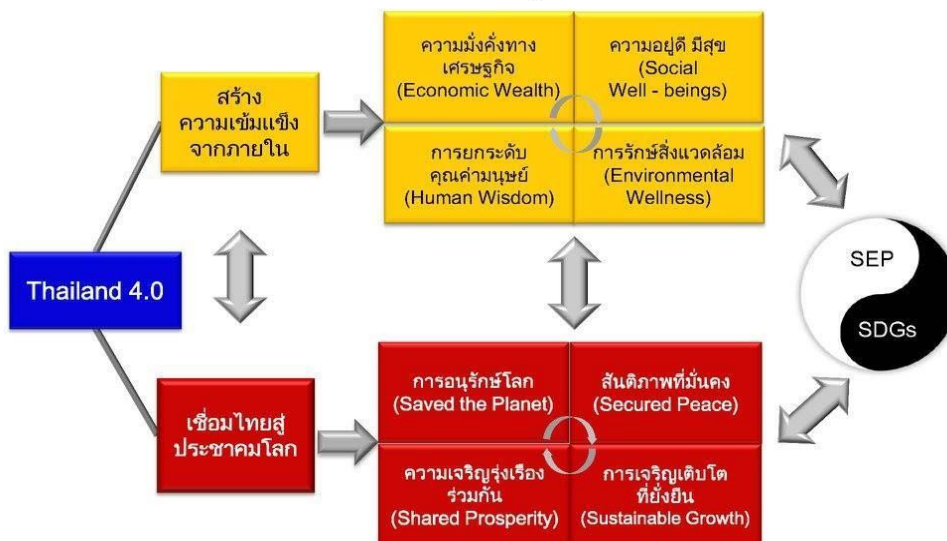 สร้าง
ความเข้มแข็ง
จากภายใน
ความมั่งคั่งทาง
เศรษฐกิจ
(Economic Wealth)
ความอยู่ดี มีสุข
(Social
Well - beings)
การยกระดับ
คุณค่ามนุษย์
(Human Wisdom)
การรักษ์สิ่งแวดล้อม
(Environmental
Wellness)
Thailand 4.0
SEP
SDGs
เชื่อมไทยสู่
ประชาคมโลก
การอนุรักษ์โลก
(Saved the Planet)
สันติภาพที่มั่นคง
(Secured Peace)
ความเจริญรุ่งเรือง
ร่วมกัน
(Shared Prosperity)
การเจริญเติบโต
ที่ยั่งยืน
(Sustainable Growth)